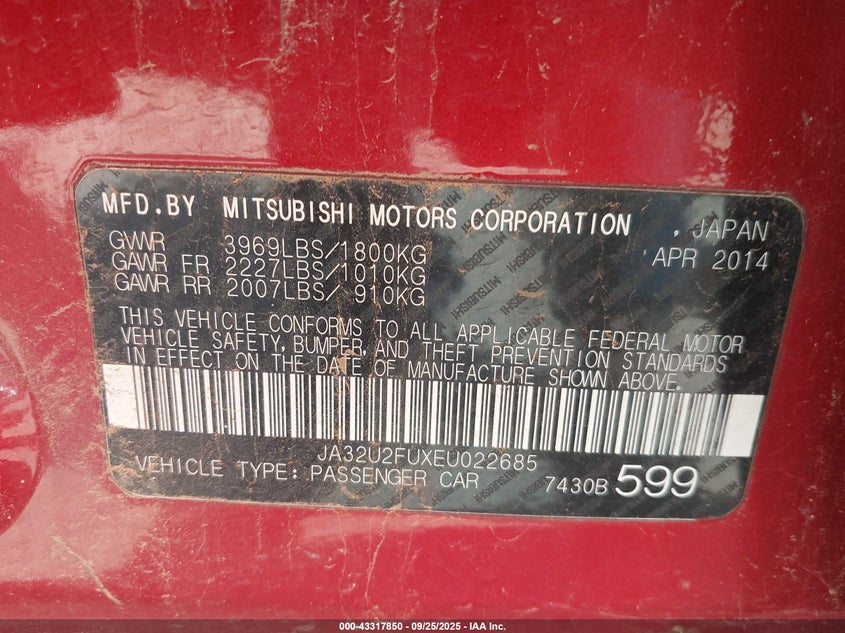 MFD.BY MITSUBISHI MOTORS CORPORATION , JAPAN
GVWR 3969LBS/1800KG APR 2014
GAWR FR 2227LBS/1010KG
GAWR RR 2007LBS/ 910KG
THIS VEHICLE CONFORMS TO ALL APPLICABLE FEDERAL MOTOR
VEHICLE SAFETY, BUMPER, AND THEFT PREVENTION STANDARDS
IN EFFECT ON THE DATE OF MANUFACTURE SHOWN ABOVE.
JA32U2FUXEU022685
VEHICLE TYPE: PASSENGER CAR 7430B 599
000-43317850 - 09/25/2025 - IAA Inc.